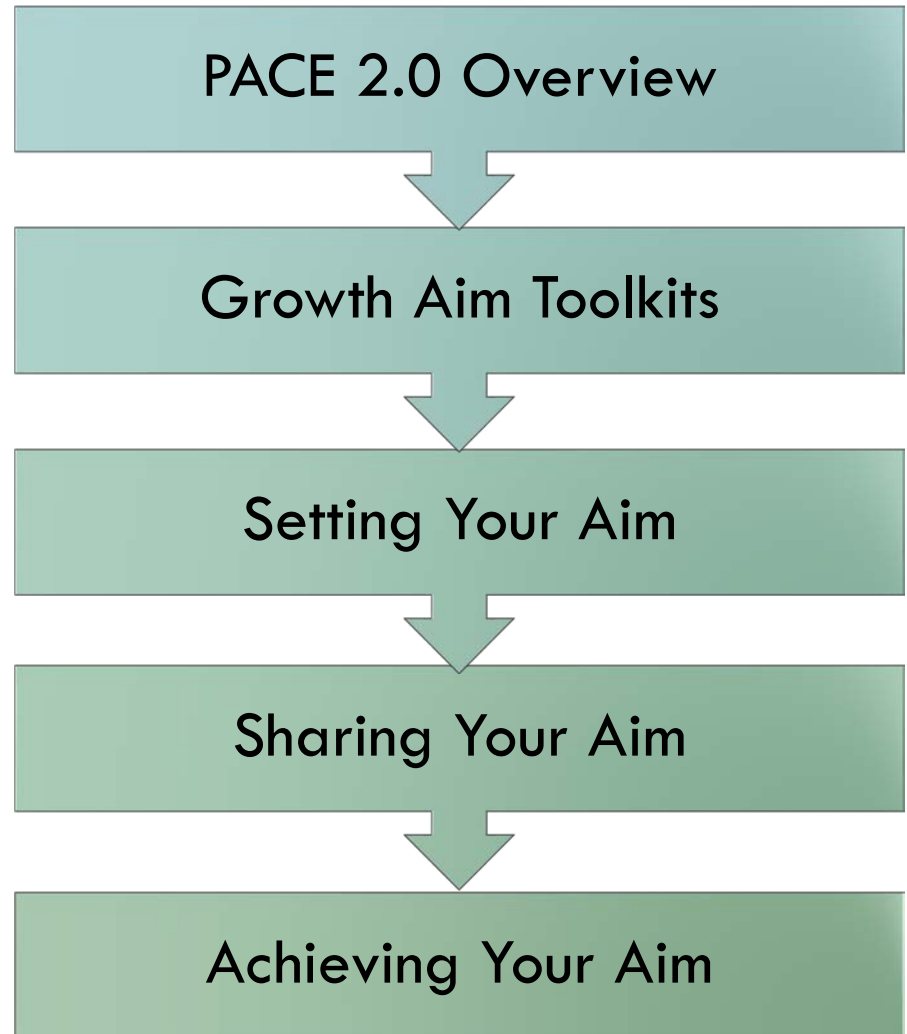 PACE 2.0 Overview
Growth Aim Toolkits
Setting Your Aim
Sharing Your Aim
Achieving Your Aim